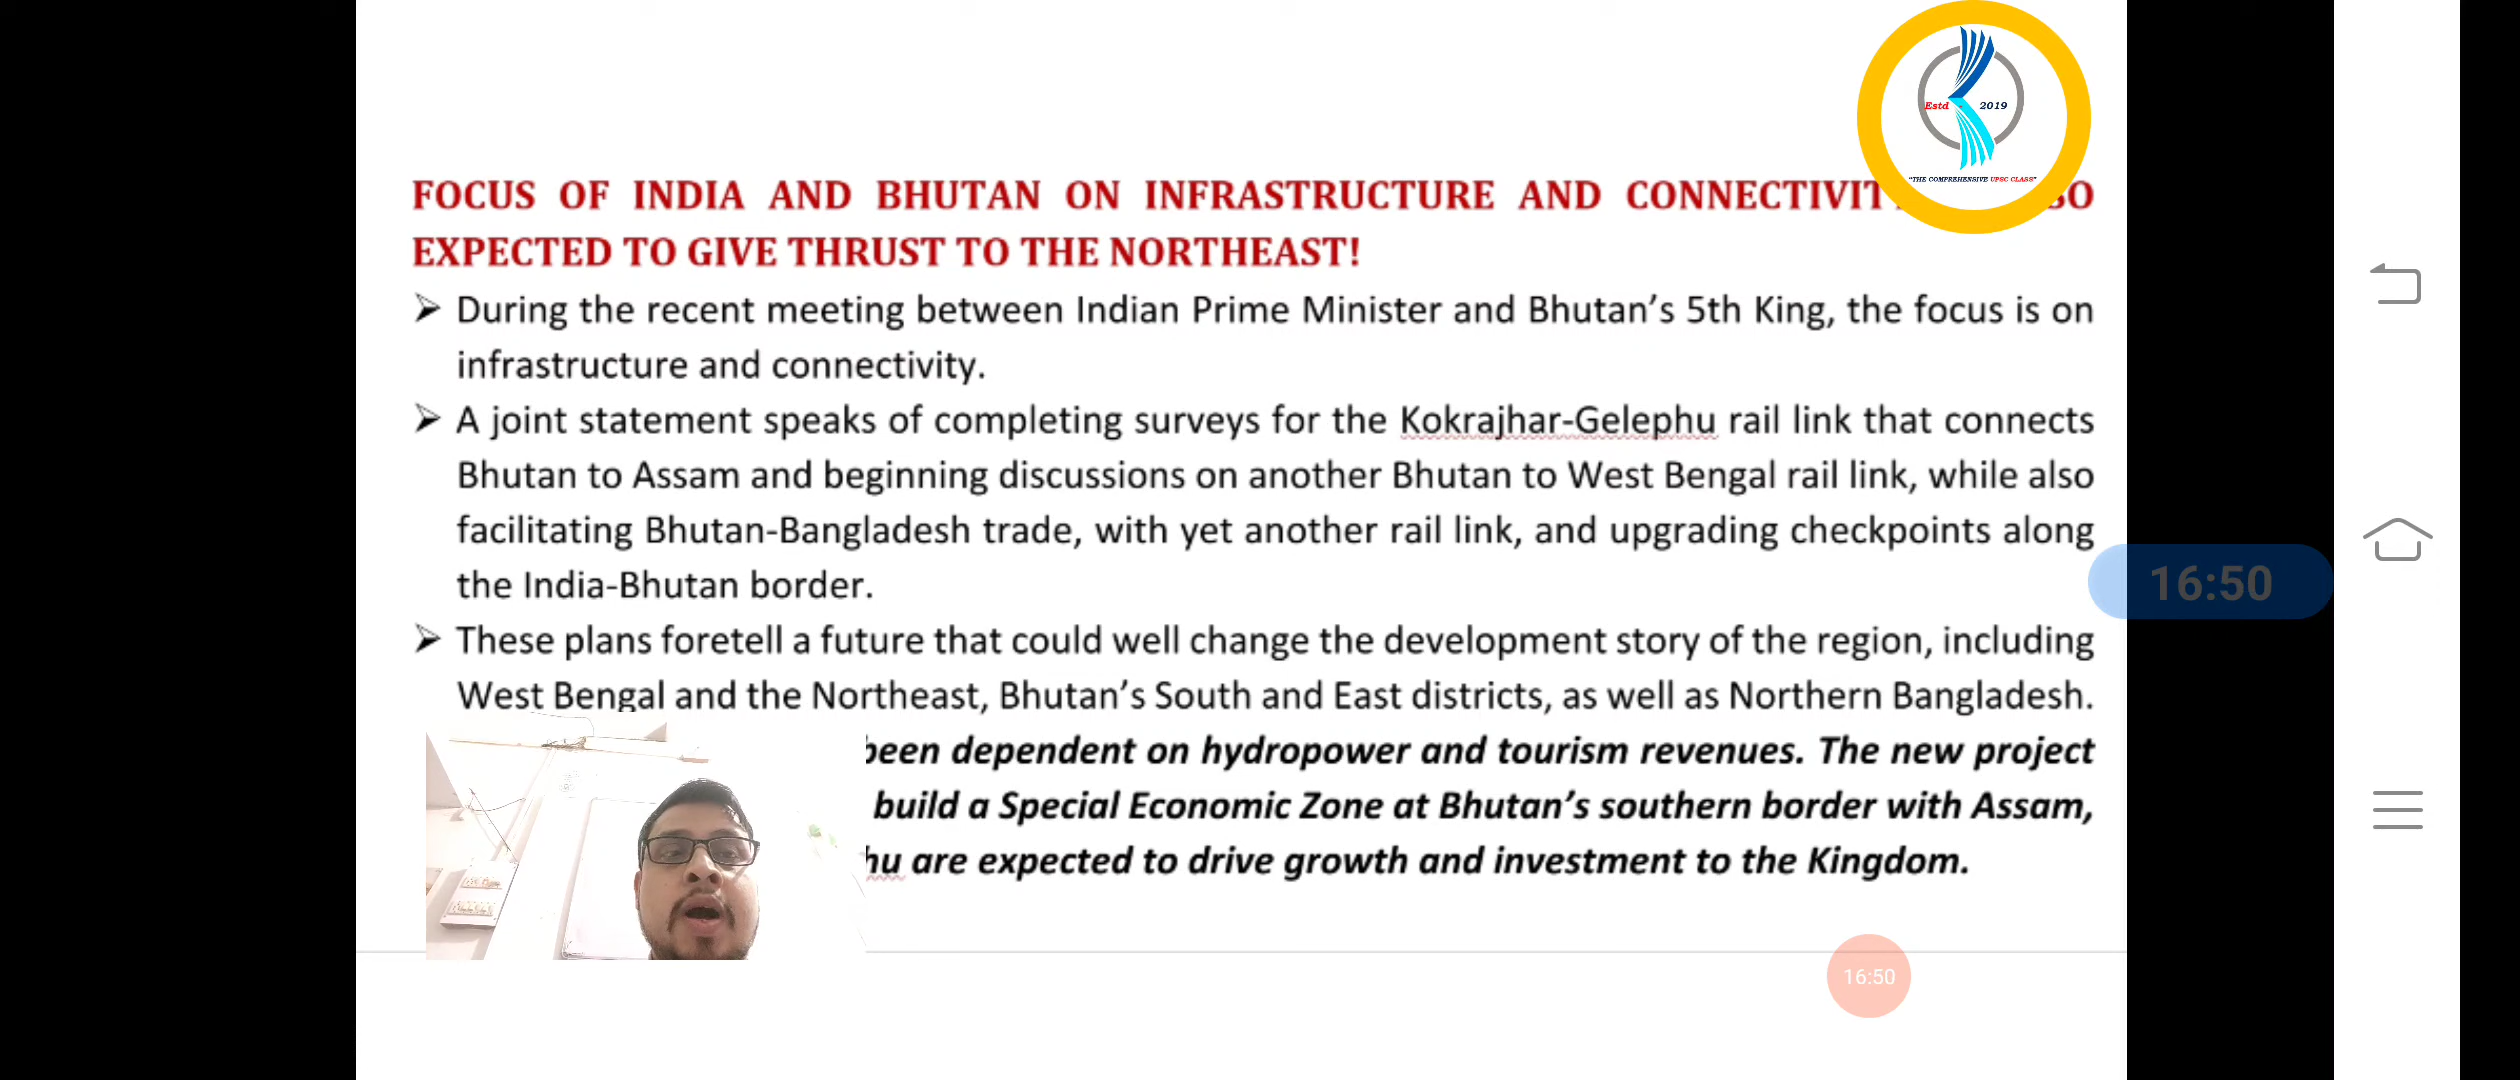 Estd - 2019
"THE COMPREHENSIVE UPSC CLASS"
FOCUS OF INDIA AND BHUTAN ON INFRASTRUCTURE AND CONNECTIVIT
EXPECTED TO GIVE THRUST TO THE NORTHEAST!
➢ During the recent meeting between Indian Prime Minister and Bhutan’s 5th King, the focus is on
infrastructure and connectivity.
➢ A joint statement speaks of completing surveys for the Kokrajhar-Gelephu rail link that connects
Bhutan to Assam and beginning discussions on another Bhutan to West Bengal rail link, while also
facilitating Bhutan-Bangladesh trade, with yet another rail link, and upgrading checkpoints along
the India-Bhutan border.
16:50
➢ These plans foretell a future that could well change the development story of the region, including
West Bengal and the Northeast, Bhutan’s South and East districts, as well as Northern Bangladesh.
been dependent on hydropower and tourism revenues. The new project
build a Special Economic Zone at Bhutan’s southern border with Assam,
hu are expected to drive growth and investment to the Kingdom.
16:50